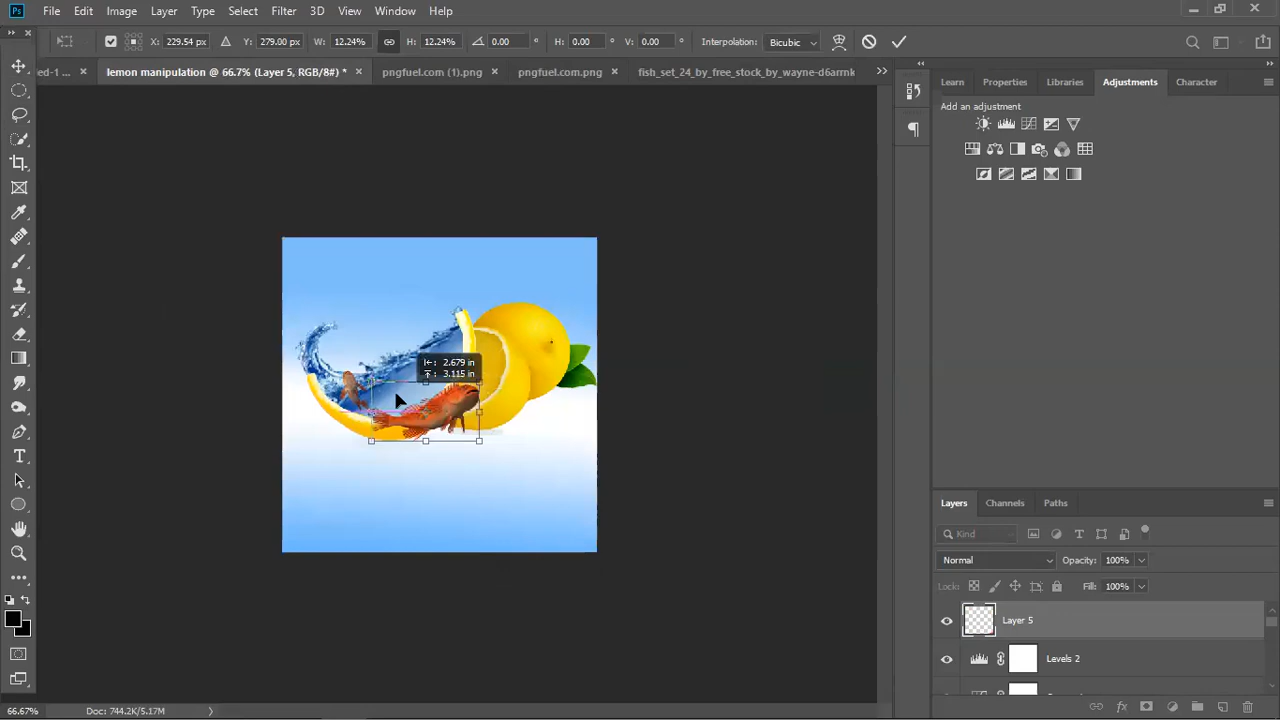 Ps File Edit Image Layer Type Select Filter 3D View Window Help
X: 229.54 px Y: 279.00 px W: 12.24% H: 12.24% 0.00 ° H: 0.00 ° V: 0.00 ° Interpolation: Bicubic
ed-1 ... × lemon manipulation @ 66.7% (Layer 5, RGB/8#) * × pngfuel.com (1).png × pngfuel.com.png × fish_set_24_by_free_stock_by_wayne-d6arrnk
Learn Properties Libraries Adjustments Character
Add an adjustment
2.679 in
3.115 in
Layers Channels Paths
Kind
Normal Opacity: 100%
Lock: Fill: 100%
Layer 5
Levels 2
66.67% Doc: 744.2K/5.17M